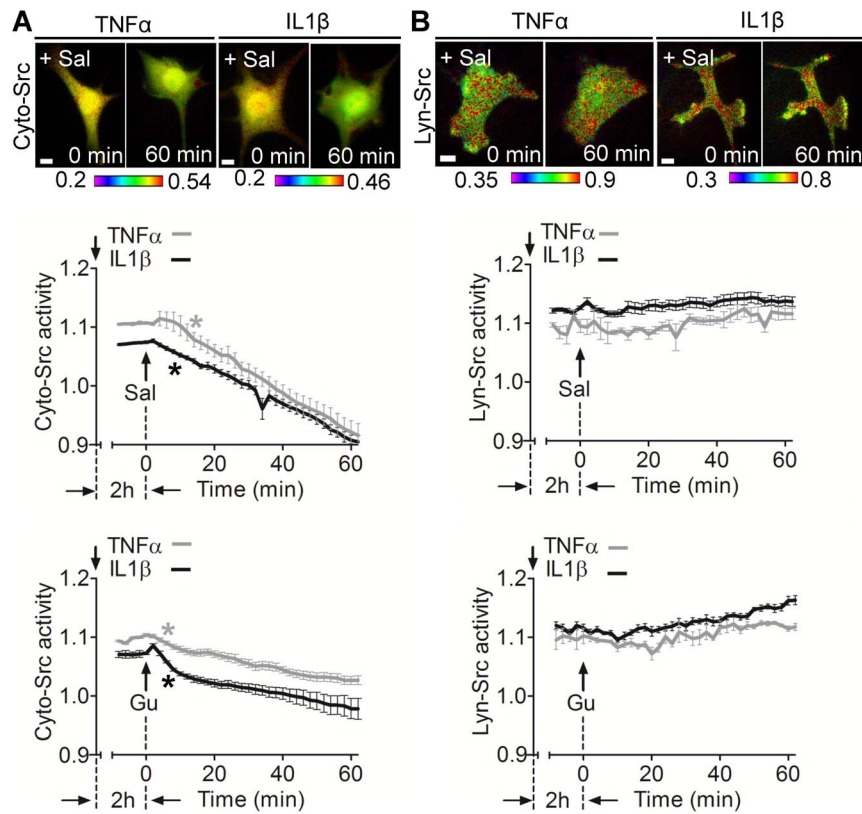 A TNFα IL1β
Cyto-Src
+ Sal 0 min 60 min + Sal 0 min 60 min
0.2 0.54 0.2 0.46
TNFα
IL1β
Cyto-Src activity
1.2
1.1
1.0
0.9
Sal
0 20 40 60
2h Time (min)
TNFα
IL1β
Cyto-Src activity
1.2
1.1
1.0
0.9
*
*
Gu
0 20 40 60
2h Time (min)
B TNFα IL1β
Lyn-Src
+ Sal 0 min 60 min + Sal 0 min 60 min
0.35 0.9 0.3 0.8
TNFα
IL1β
Lyn-Src activity
1.2
1.1
1.0
0.9
Sal
0 20 40 60
2h Time (min)
TNFα
IL1β
Lyn-Src activity
1.2
1.1
1.0
0.9
Gu
0 20 40 60
2h Time (min)